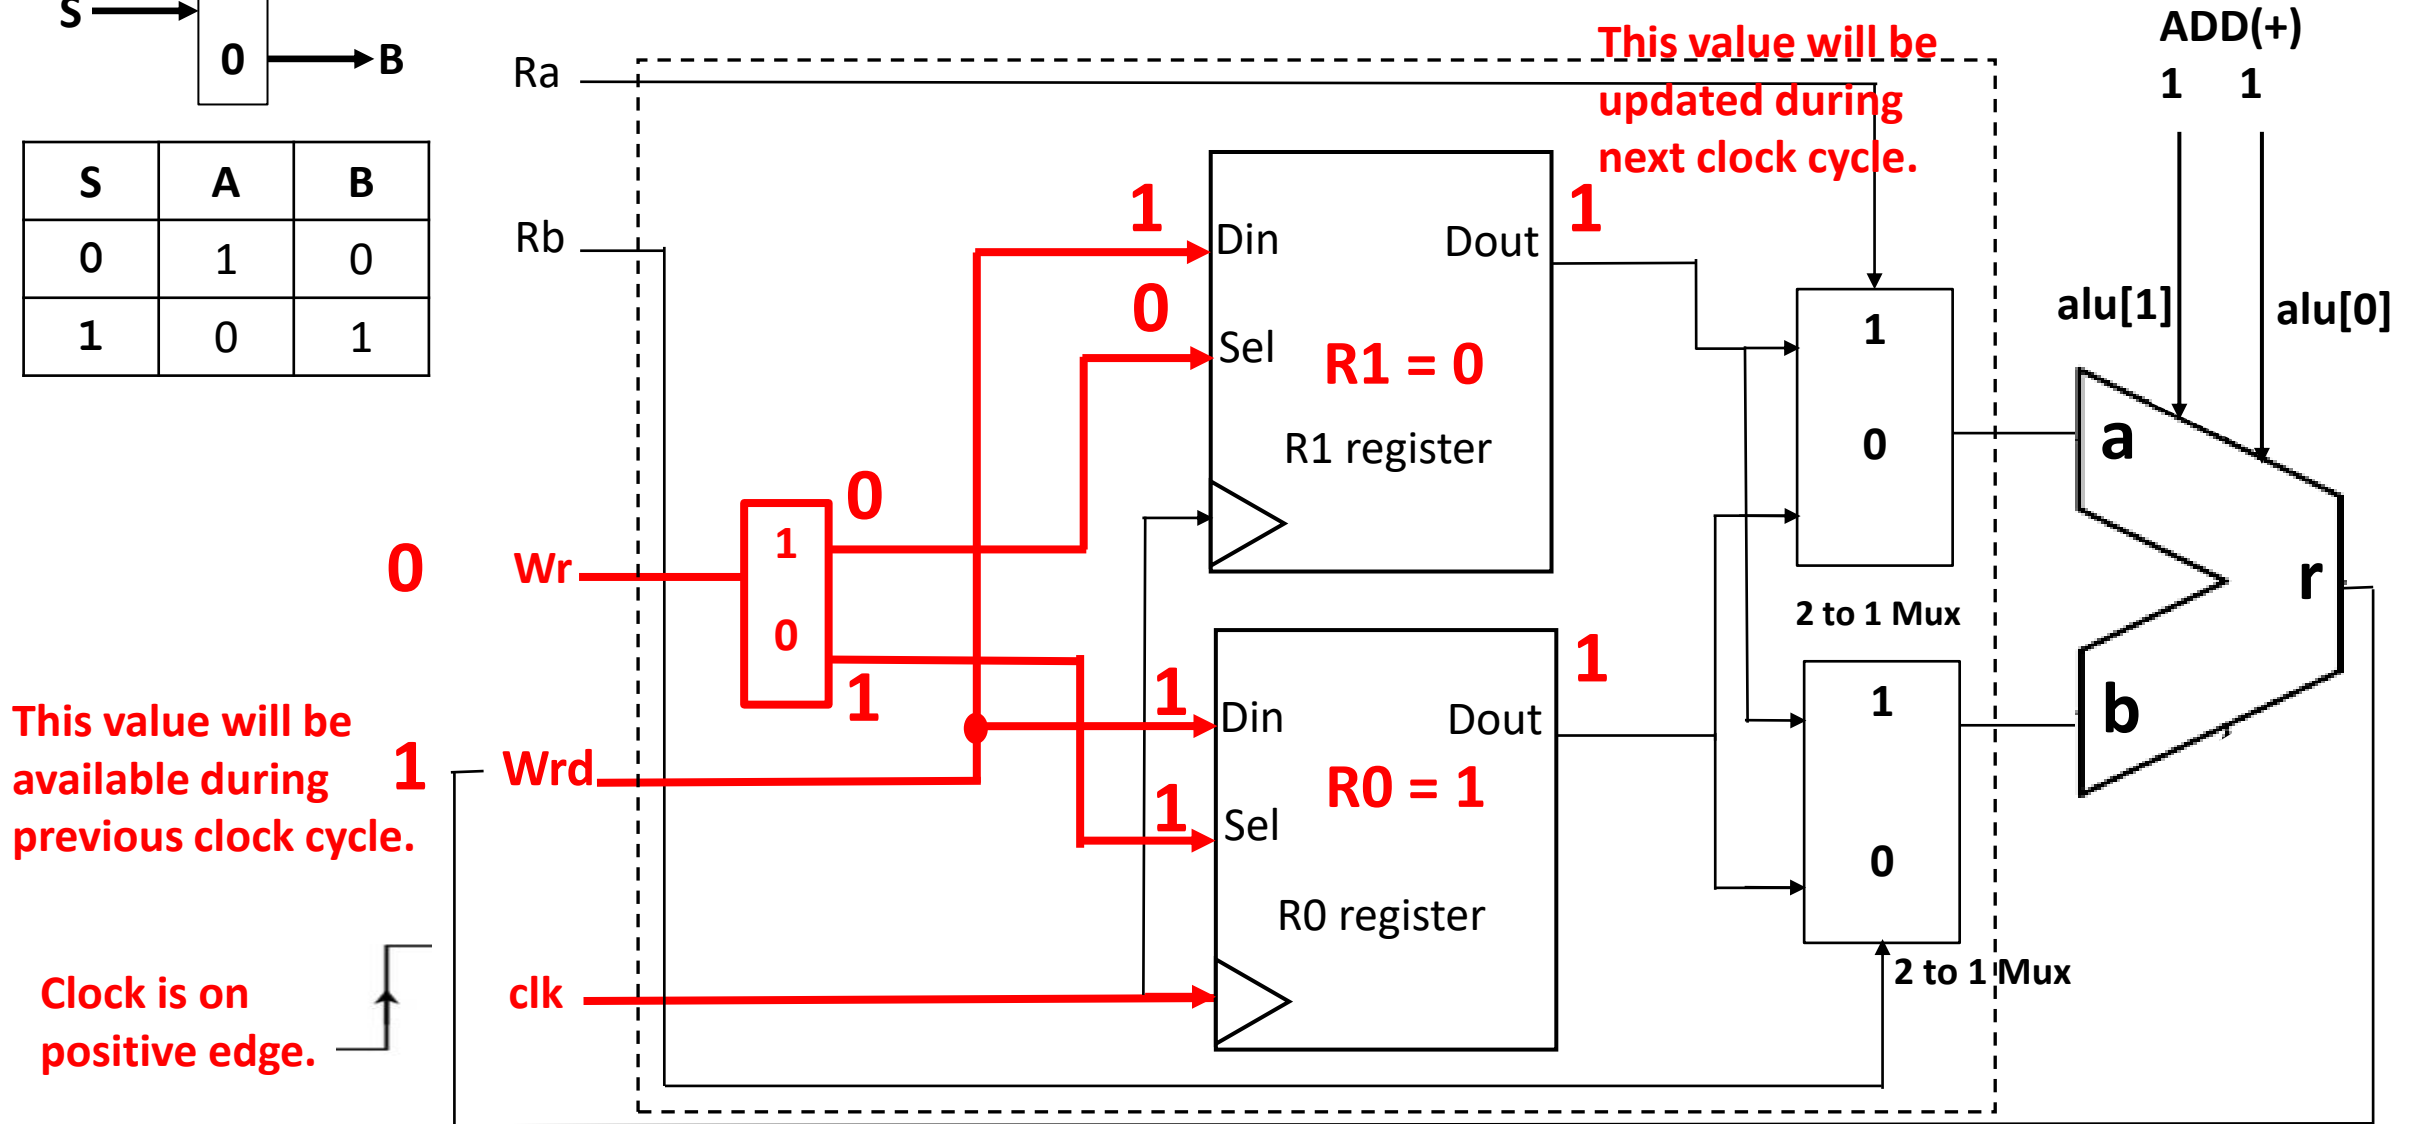 S
0
B
S A B
0 1 0
1 0 1
Ra
Rb
This value will be
updated during
next clock cycle.
ADD(+)
1 1
alu[1]
alu[0]
1
Din
Dout
1
0
Sel
R1 = 0
R1 register
1
0
2 to 1 Mux
a
b
r
0
Wr
1
0
0
1
This value will be
available during
previous clock cycle.
1
Wrd
1
Din
Dout
1
1
Sel
R0 = 1
R0 register
1
0
2 to 1 Mux
Clock is on
positive edge.
clk